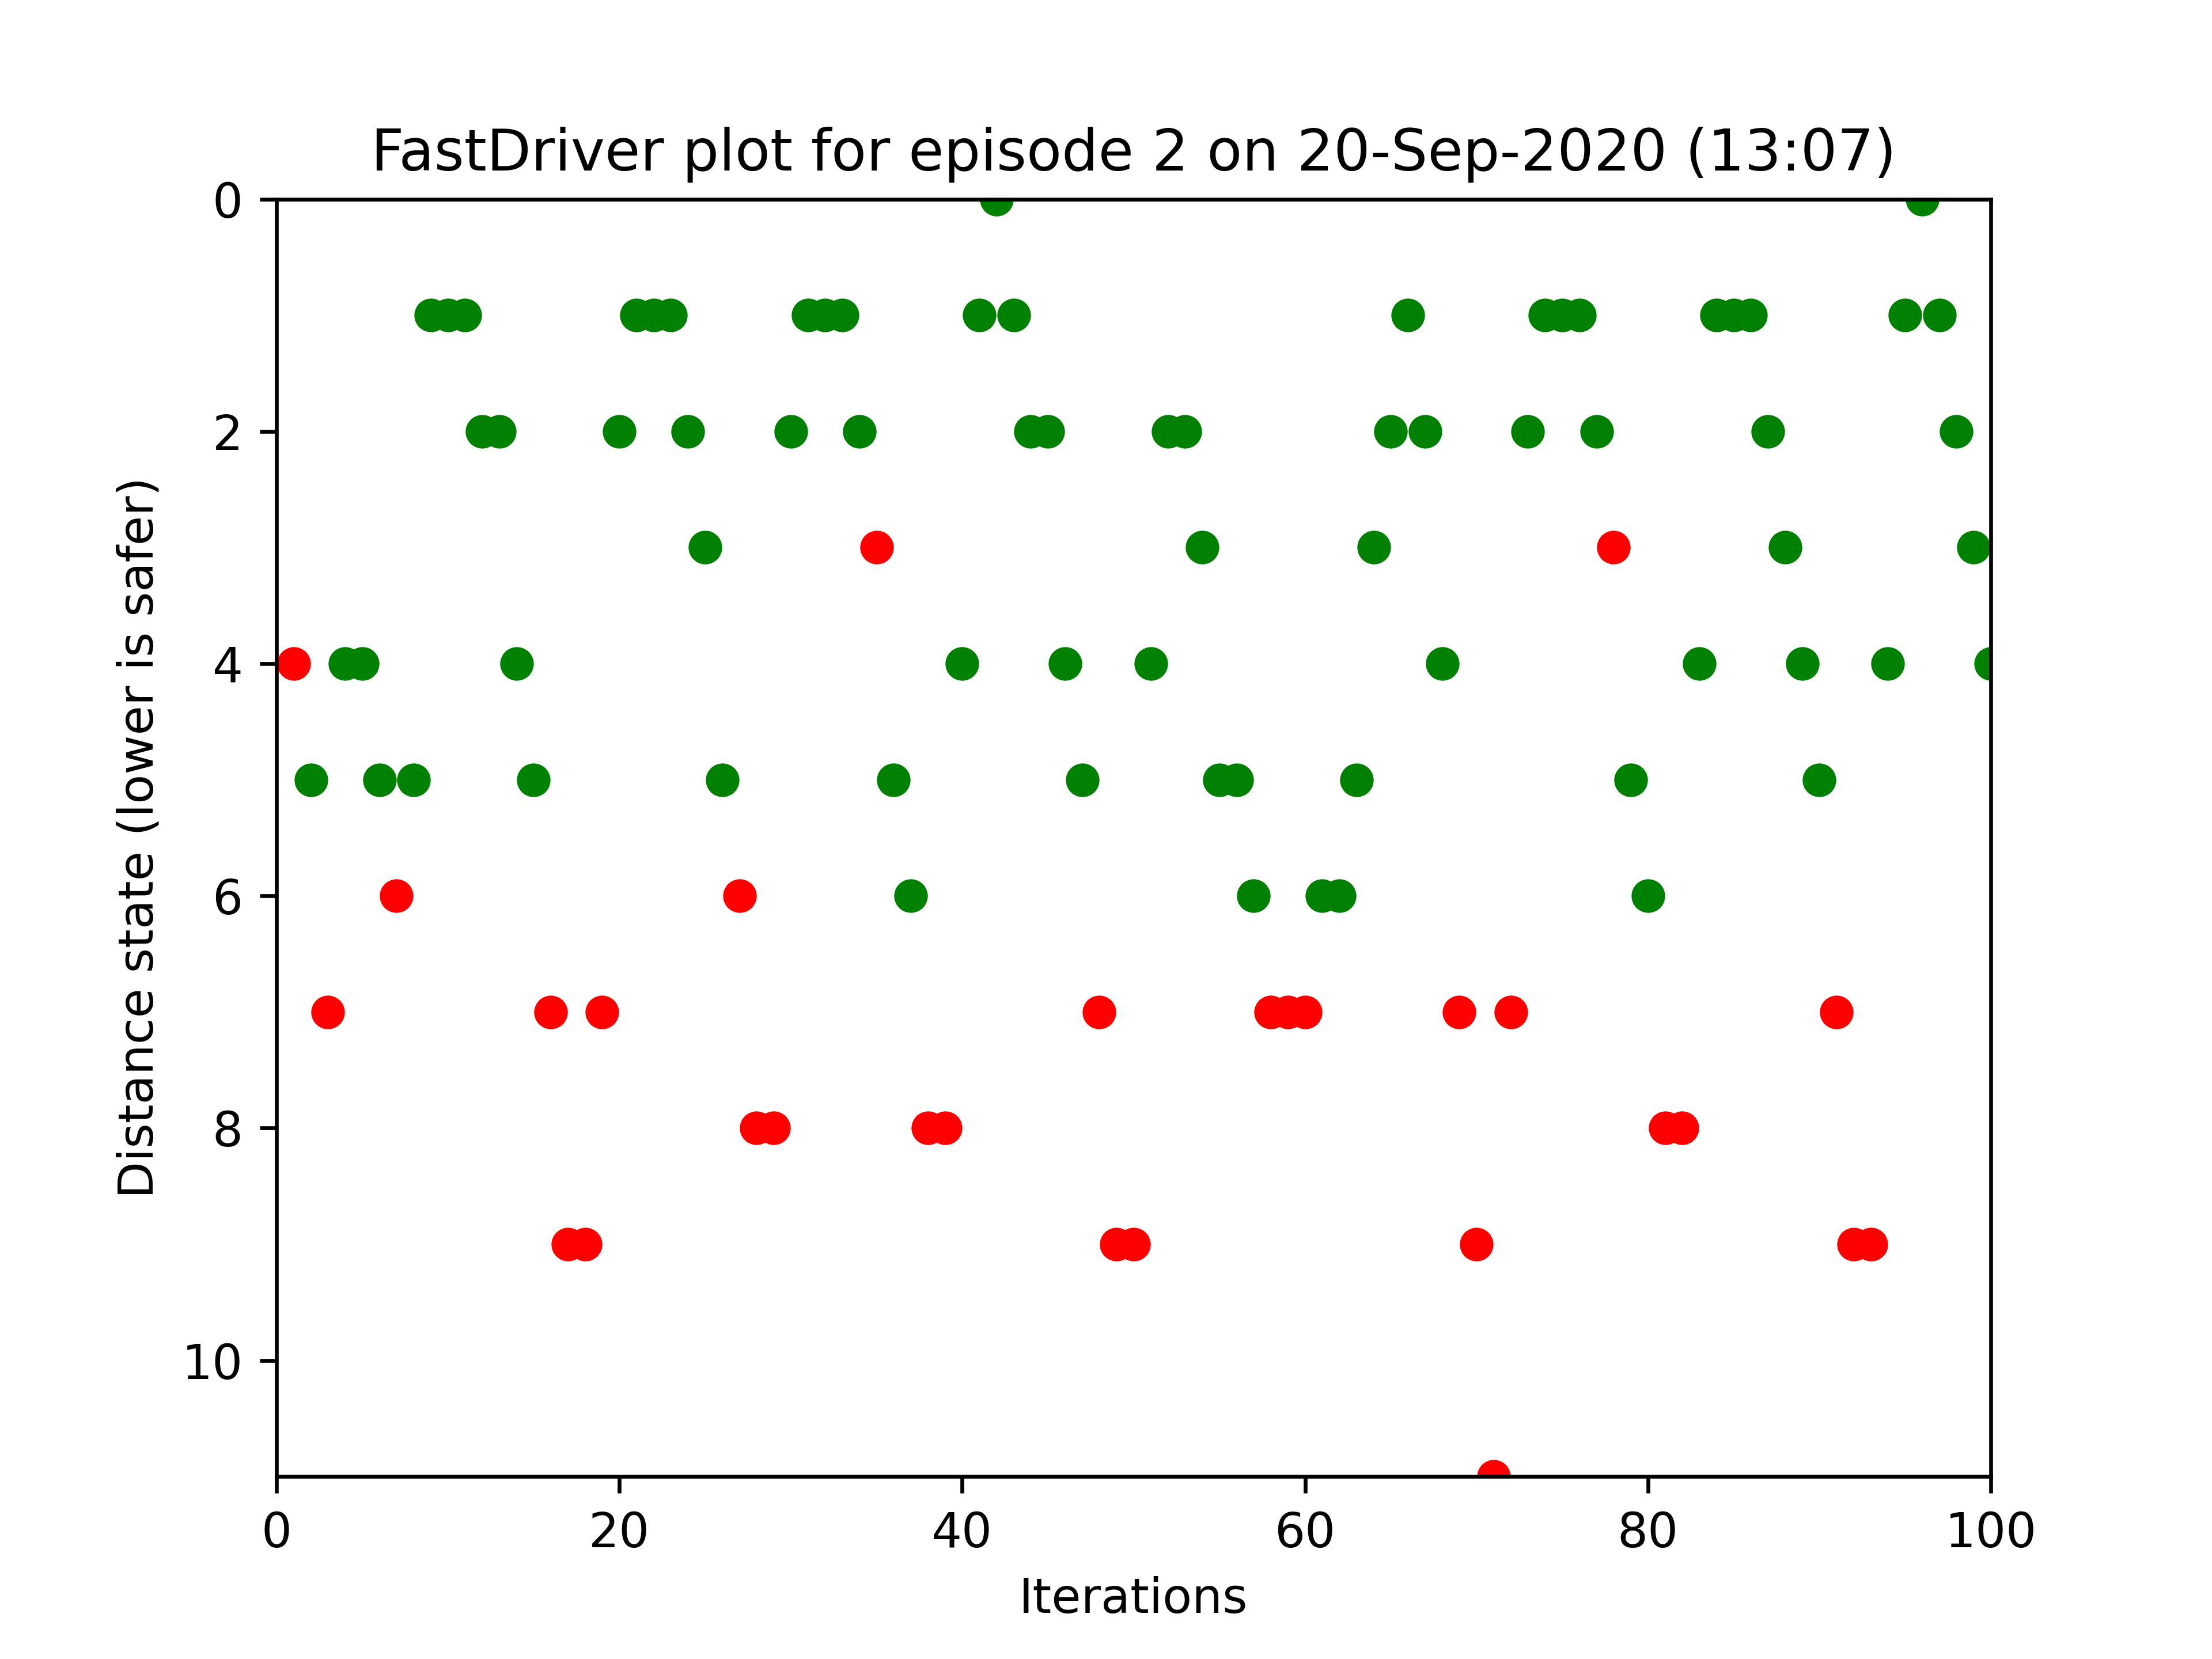 FastDriver plot for episode 2 on 20-Sep-2020 (13:07)
0
2
4
6
8
10
Distance state (lower is safer)
0 20 40 60 80 100
Iterations